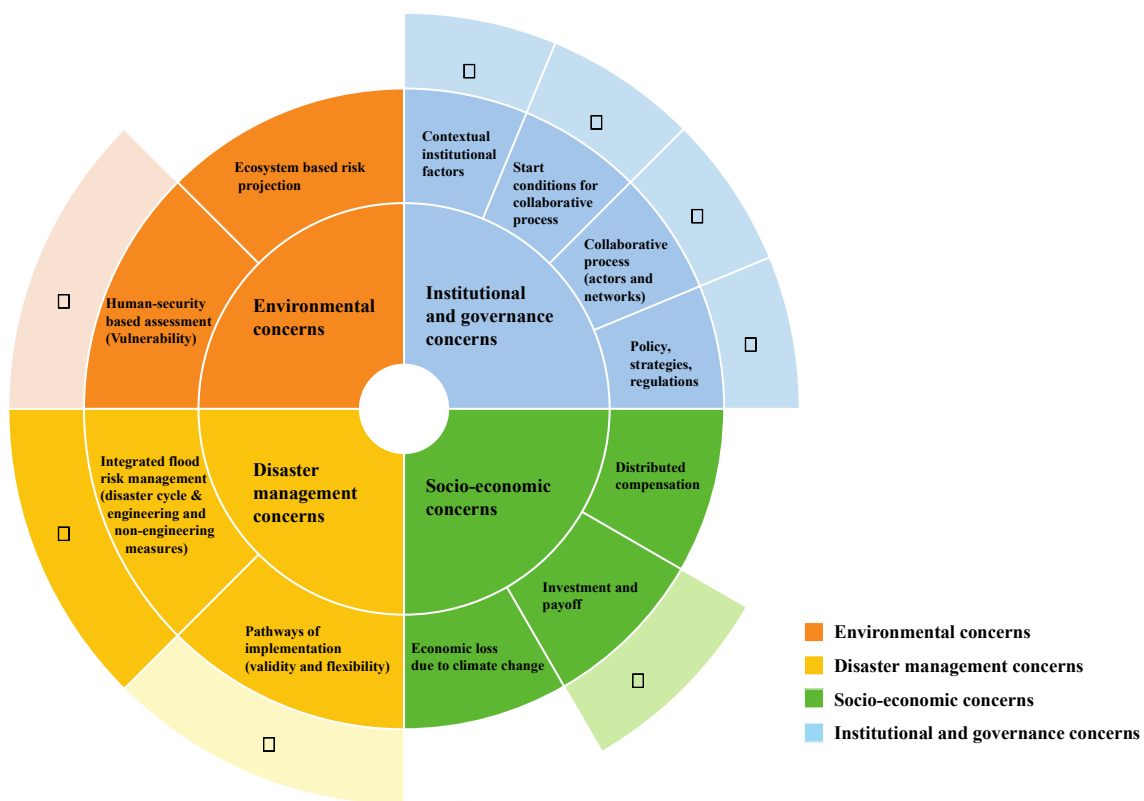 Contextual
institutional
factors
Start
conditions for
collaborative
process
Collaborative
process
(actors and
networks)
Policy,
strategies,
regulations
Institutional
and governance
concerns
Ecosystem based risk
projection
Human-security
based assessment
(Vulnerability)
Environmental
concerns
Integrated flood
risk management
(disaster cycle &
engineering and
non-engineering
measures)
Disaster
management
concerns
Pathways of
implementation
(validity and flexibility)
Socio-economic
concerns
Distributed
compensation
Investment and
payoff
Economic loss
due to climate change
Environmental concerns
Disaster management concerns
Socio-economic concerns
Institutional and governance concerns